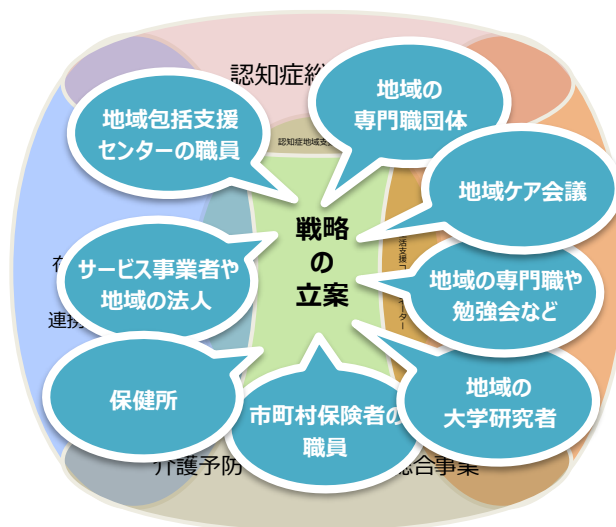 認知症総
地域の
専門職団体
地域包括支援
センターの職員
認知症地域支
地域ケア会議
戦略
の
立案
サービス事業者や
地域の法人
連携
地域の専門職や
勉強会など
保健所
市町村保険者の
職員
地域の
大学研究者
介護予防
総合事業